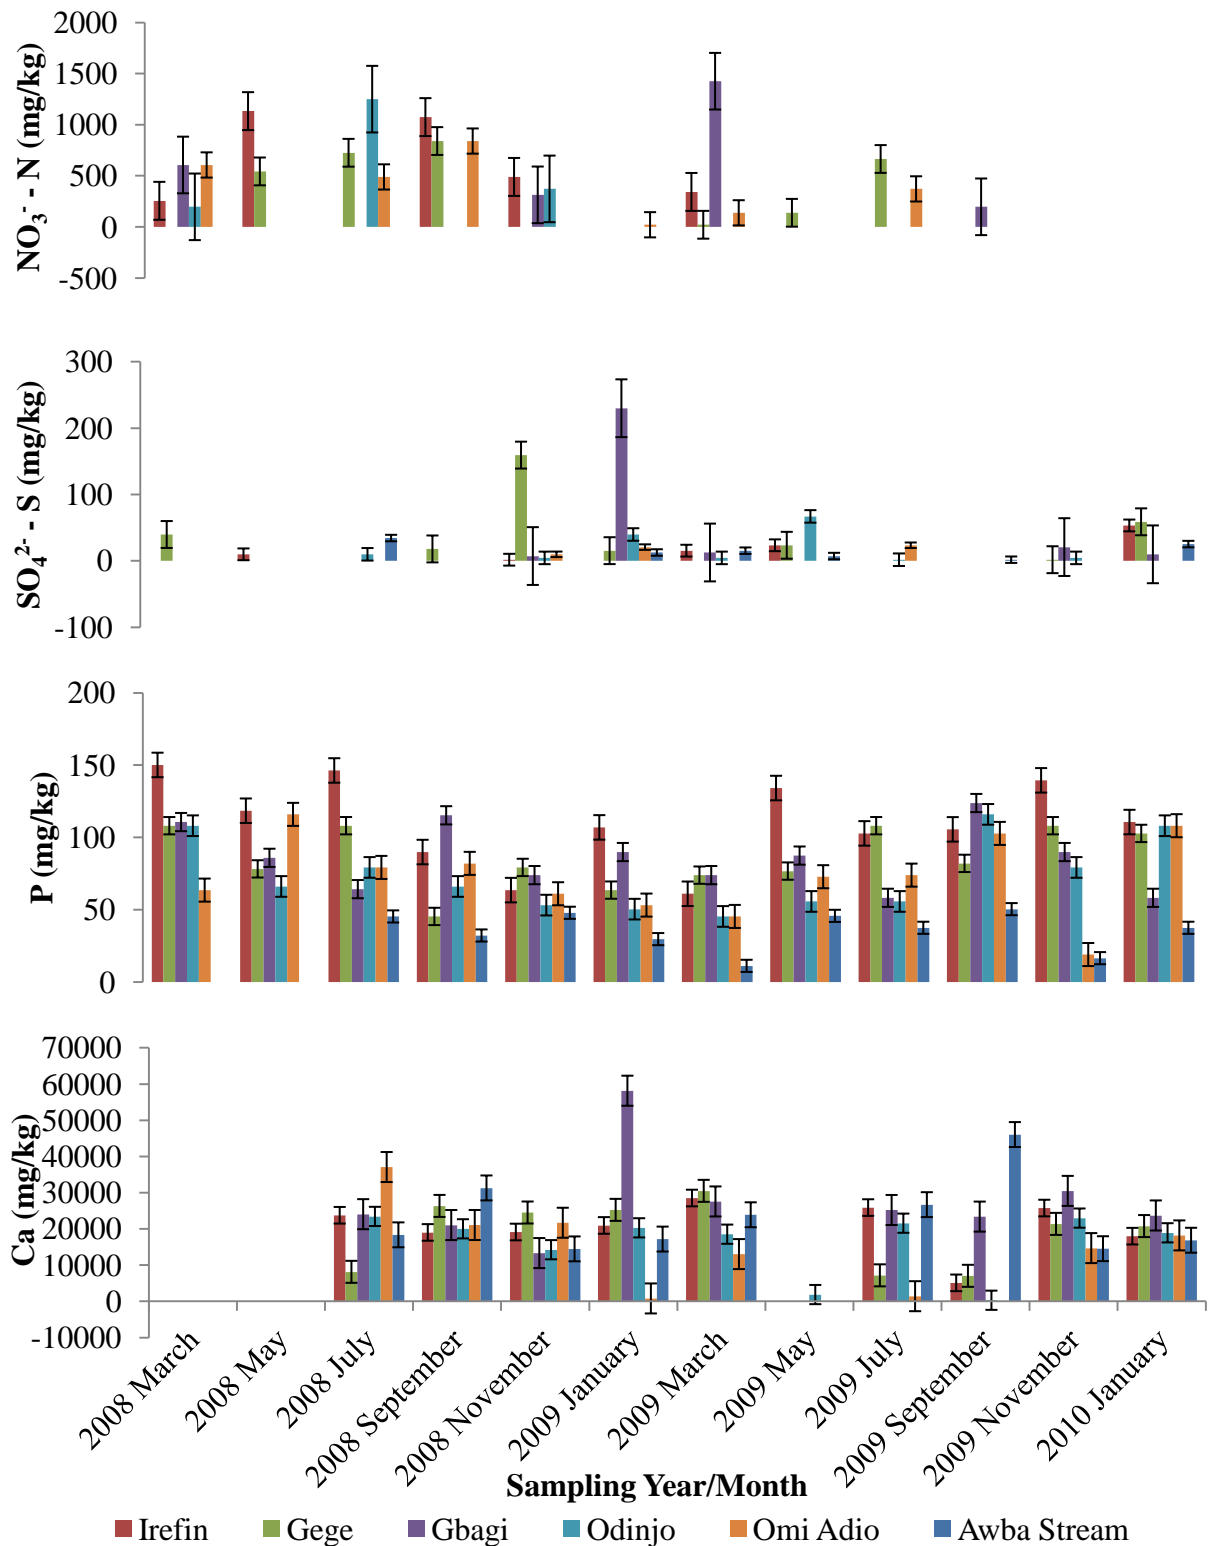 NO₃⁻ - N (mg/kg)
2000
1500
1000
500
0
-500
SO₄²⁻ - S (mg/kg)
300
200
100
0
-100
P (mg/kg)
200
150
100
50
0
Ca (mg/kg)
70000
60000
50000
40000
30000
20000
10000
0
-10000
2008 March
2008 May
2008 July
2008 September
2008 November
2009 January
2009 March
2009 May
2009 July
2009 September
2009 November
2010 January
Sampling Year/Month
Irefin Gege Gbagi Odinjo Omi Adio Awba Stream